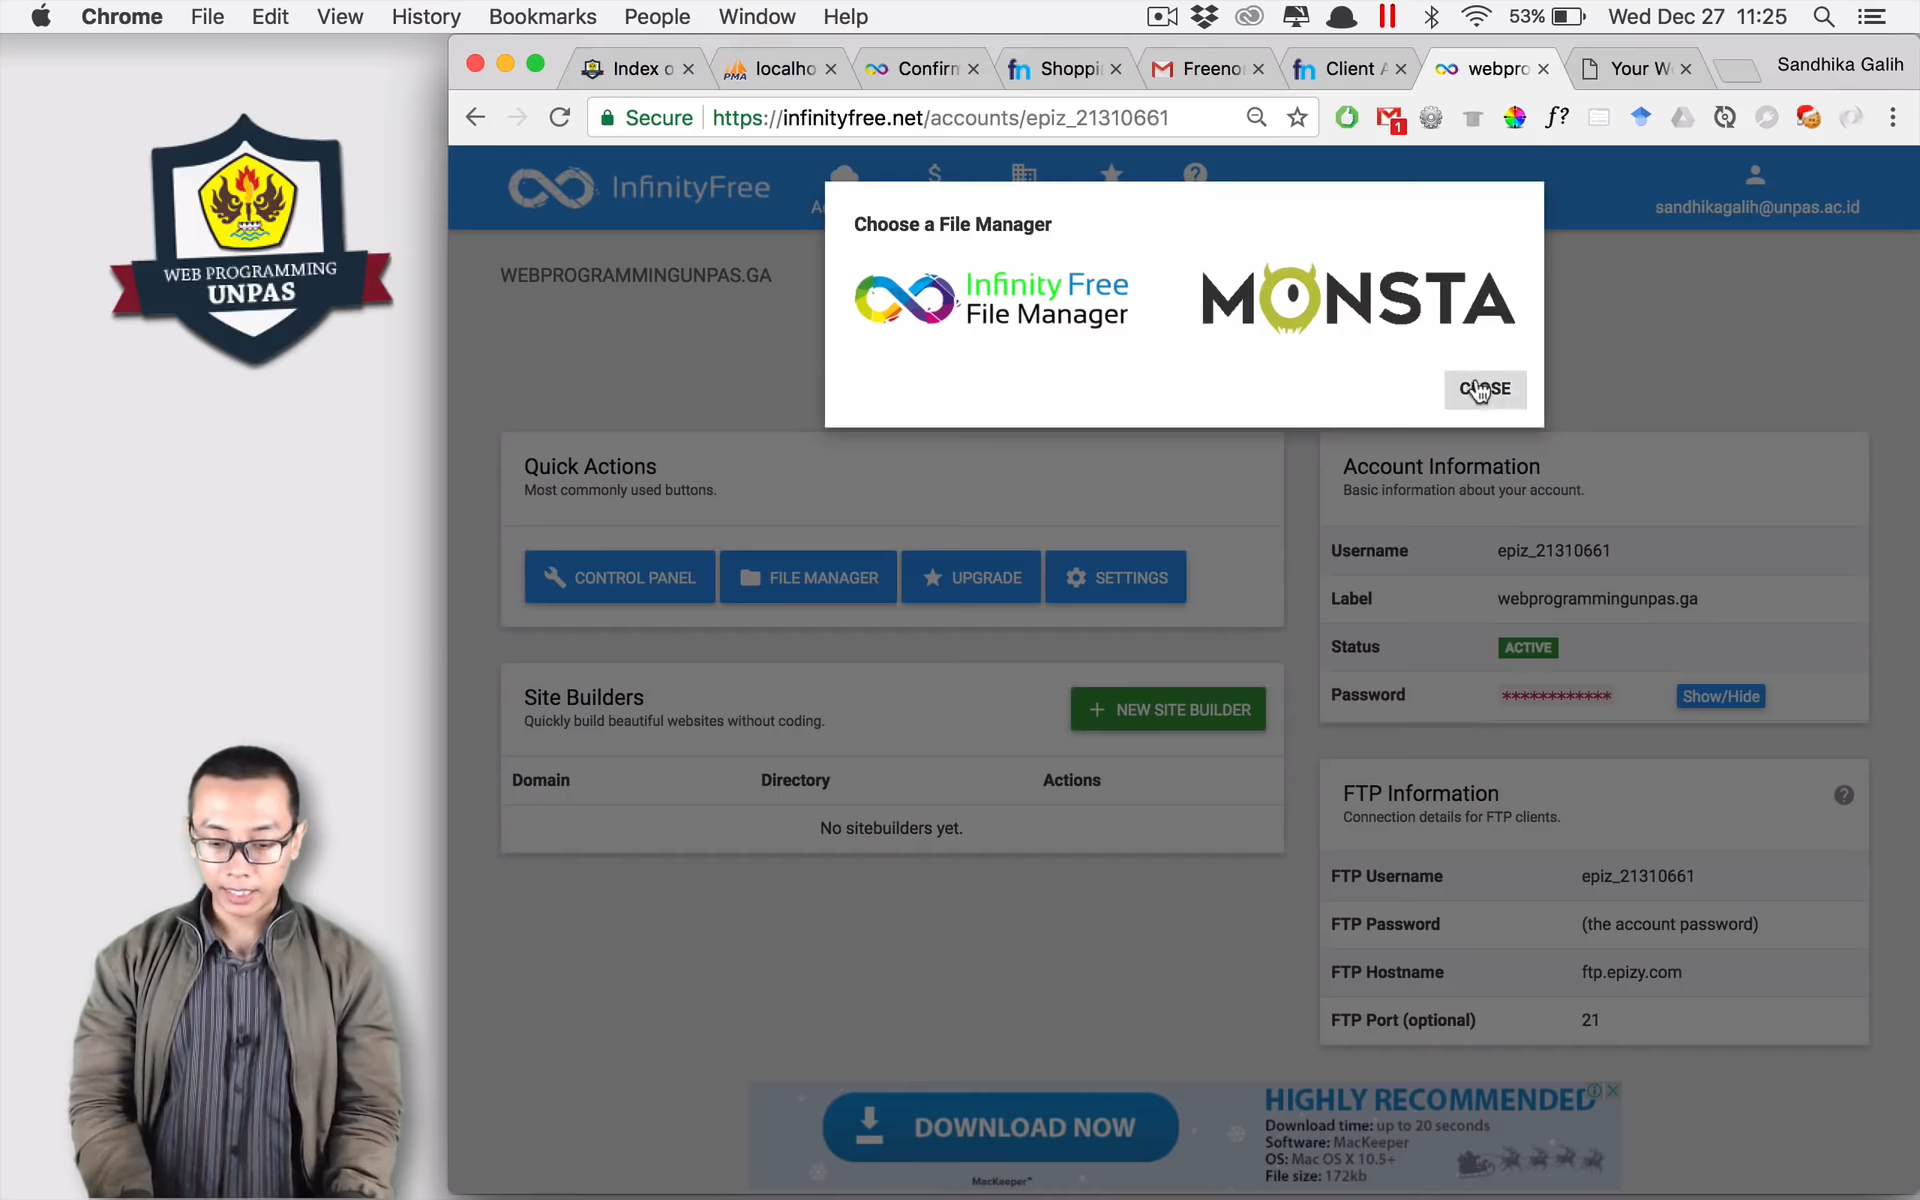 Chrome File Edit View History Bookmarks People Window Help 53% Wed Dec 27 11:25
Index o localho Confirm Shoppi Freeno Client A webpro Your W Sandhika Galih
PMA
Secure https://infinityfree.net/accounts/epiz_21310661 1 f?
WEB PROGRAMMING
UNPAS
InfinityFree
sandhikagalih@unpas.ac.id
Choose a File Manager
Infinity Free
File Manager
MONSTA
CLOSE
WEBPROGRAMMINGUNPAS.GA
Quick Actions
Most commonly used buttons.
CONTROL PANEL FILE MANAGER UPGRADE SETTINGS
Site Builders
Quickly build beautiful websites without coding.
NEW SITE BUILDER
Domain Directory Actions
No sitebuilders yet.
Account Information
Basic information about your account.
Username epiz_21310661
Label webprogrammingunpas.ga
Status ACTIVE
Password ************ Show/Hide
FTP Information
Connection details for FTP clients.
FTP Username epiz_21310661
FTP Password (the account password)
FTP Hostname ftp.epizy.com
FTP Port (optional) 21
DOWNLOAD NOW
MacKeeper™
HIGHLY RECOMMENDED
Download time: up to 20 seconds
Software: MacKeeper
OS: Mac OS X 10.5+
File size: 172kb